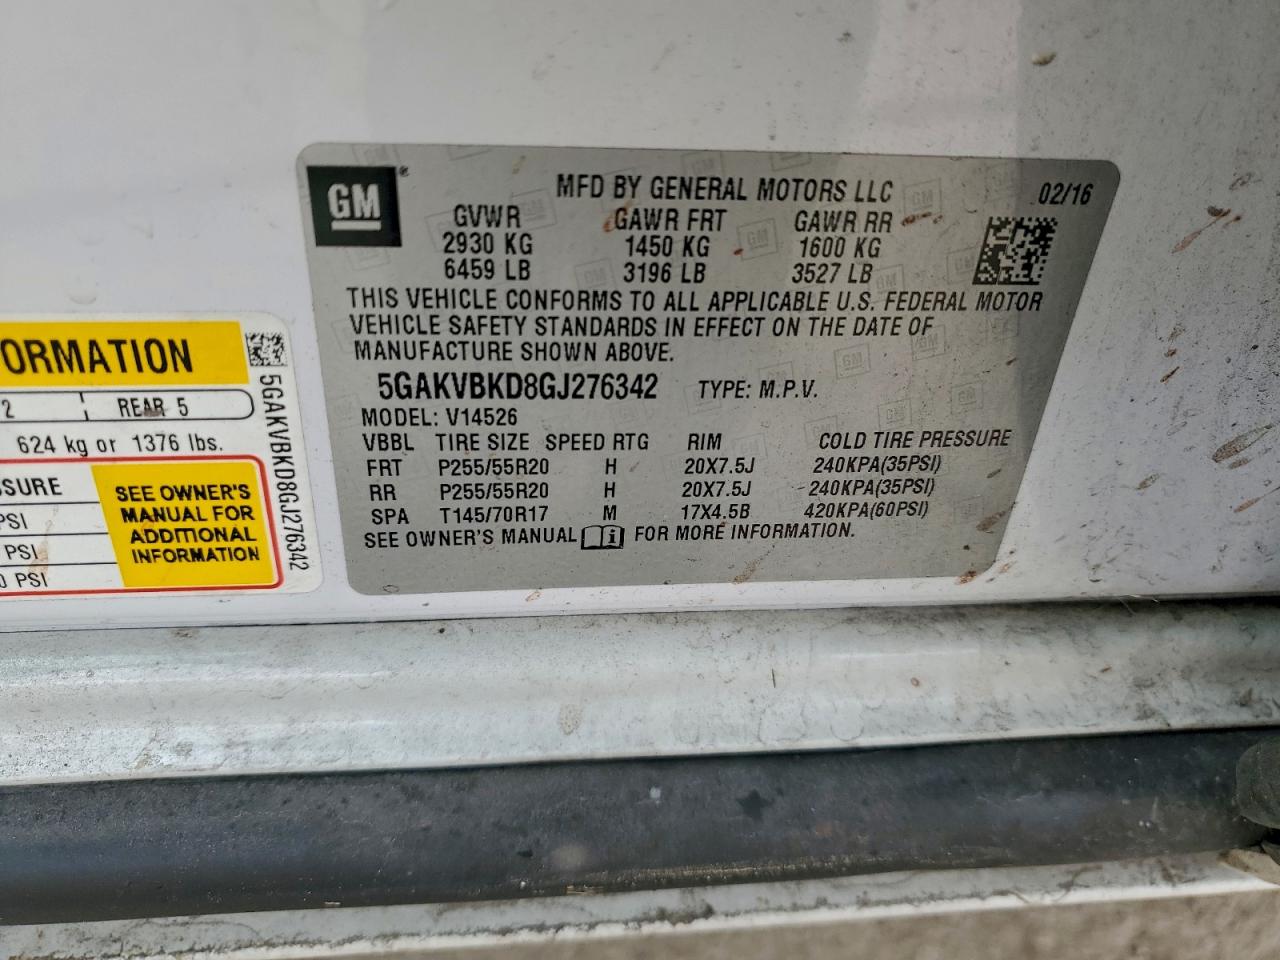 GM®
MFD BY GENERAL MOTORS LLC 02/16
GVWR GAWR FRT GAWR RR
2930 KG 1450 KG 1600 KG
6459 LB 3196 LB 3527 LB
THIS VEHICLE CONFORMS TO ALL APPLICABLE U.S. FEDERAL MOTOR
VEHICLE SAFETY STANDARDS IN EFFECT ON THE DATE OF
MANUFACTURE SHOWN ABOVE.
5GAKVBKD8GJ276342 TYPE: M.P.V.
MODEL: V14526
VBBL TIRE SIZE SPEED RTG RIM COLD TIRE PRESSURE
FRT P255/55R20 H 20X7.5J 240KPA(35PSI)
RR P255/55R20 H 20X7.5J 240KPA(35PSI)
SPA T145/70R17 M 17X4.5B 420KPA(60PSI)
SEE OWNER'S MANUAL i FOR MORE INFORMATION.
ORMATION
2 REAR 5
624 kg or 1376 lbs.
SSURE
PSI
PSI
0 PSI
SEE OWNER'S
MANUAL FOR
ADDITIONAL
INFORMATION
5GAKVBKD8GJ276342